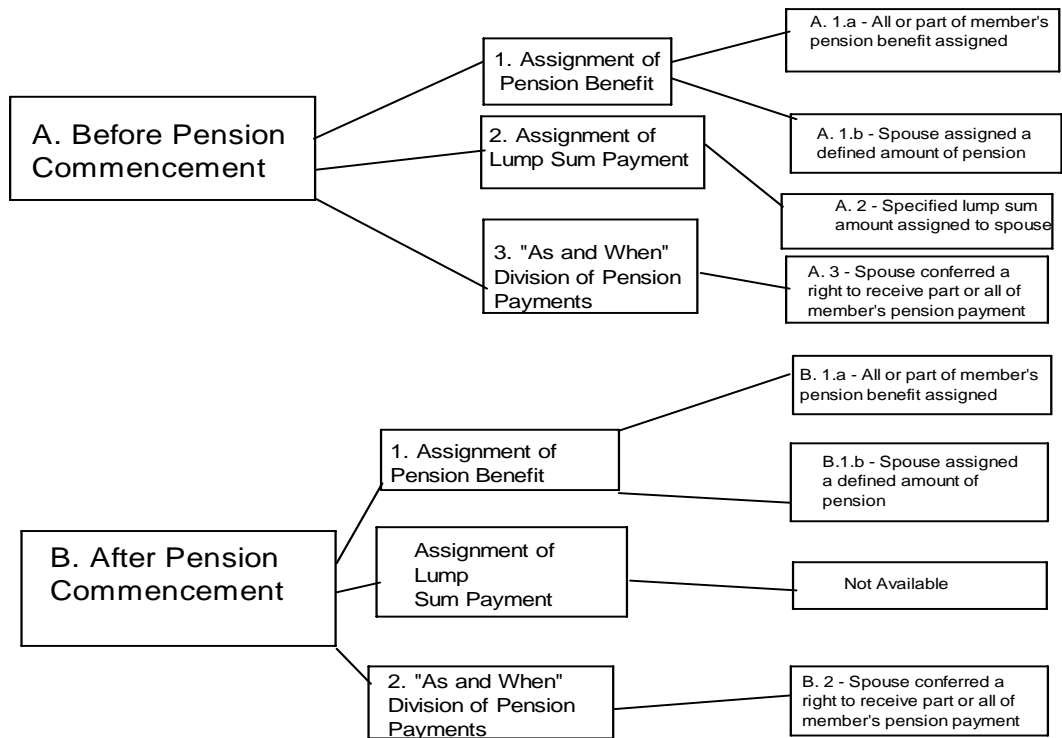 A. Before Pension
Commencement
1. Assignment of
Pension Benefit
A. 1.a - All or part of member's
pension benefit assigned
A. 1.b - Spouse assigned a
defined amount of pension
2. Assignment of
Lump Sum Payment
A. 2 - Specified lump sum
amount assigned to spouse
3. "As and When"
Division of Pension
Payments
A. 3 - Spouse conferred a
right to receive part or all of
member's pension payment
B. After Pension
Commencement
1. Assignment of
Pension Benefit
B. 1.a - All or part of member's
pension benefit assigned
B.1.b - Spouse assigned
a defined amount of
pension
Assignment of
Lump
Sum Payment
Not Available
2. "As and When"
Division of Pension
Payments
B. 2 - Spouse conferred a
right to receive part or all of
member's pension payment